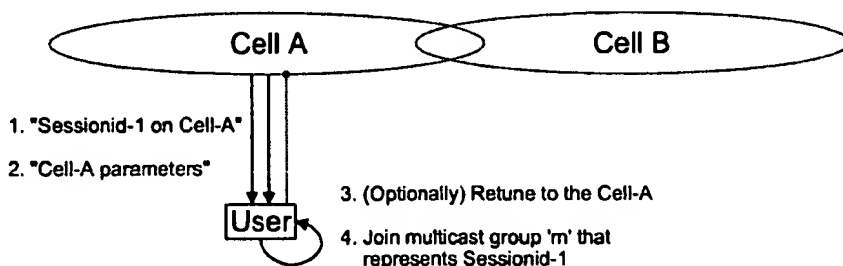 Cell A
Cell B
1. "Sessionid-1 on Cell-A"
2. "Cell-A parameters"
User
3. (Optionally) Retune to the Cell-A
4. Join multicast group 'm' that
represents Sessionid-1